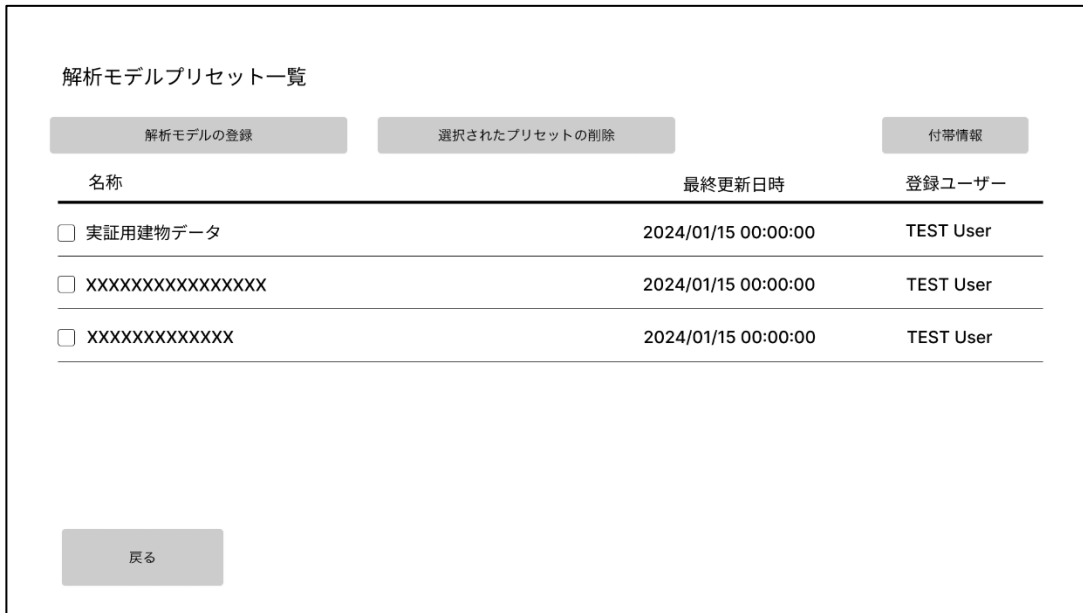 解析モデルプリセット一覧
解析モデルの登録 選択されたプリセットの削除 付帯情報
名称 最終更新日時 登録ユーザー
実証用建物データ 2024/01/15 00:00:00 TEST User
XXXXXXXXXXXXXXXX 2024/01/15 00:00:00 TEST User
XXXXXXXXXXXXX 2024/01/15 00:00:00 TEST User
戻る